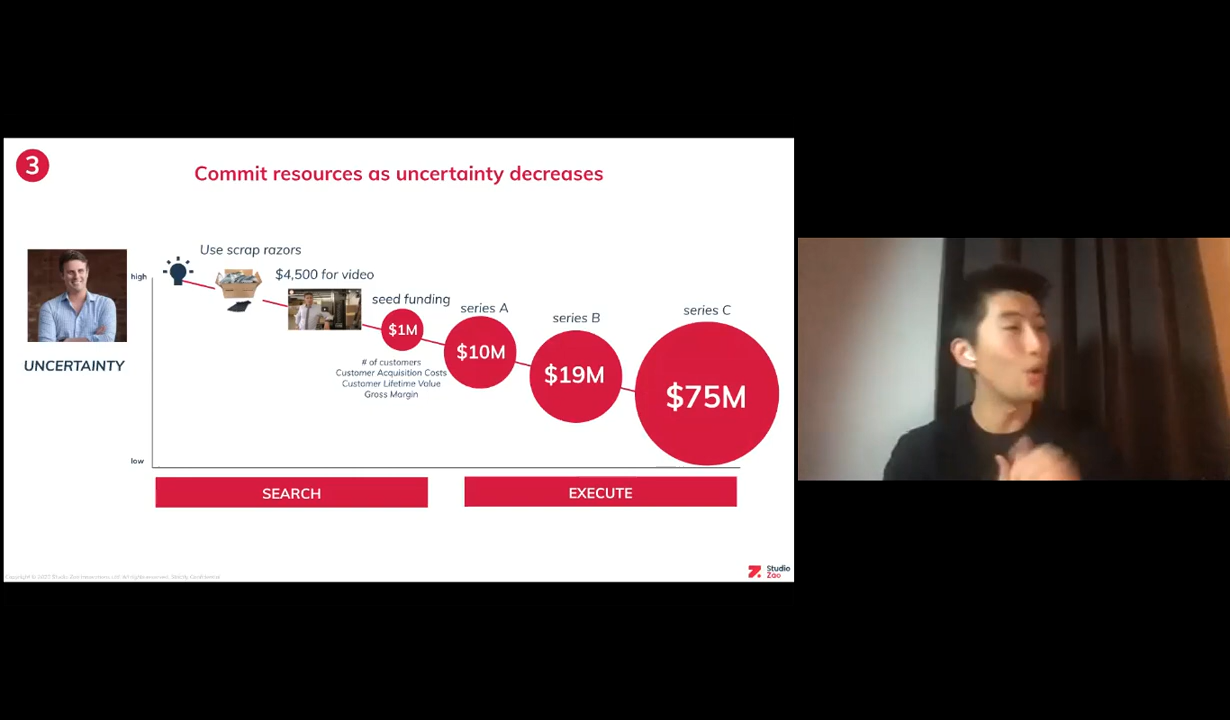 3
Commit resources as uncertainty decreases
Use scrap razors
high
$4,500 for video
seed funding
series A
series B
series C
$1M
$10M
$19M
$75M
UNCERTAINTY
# of customers
Customer Acquisition Costs
Customer Lifetime Value
Gross Margin
low
SEARCH
EXECUTE
Studio
Zao